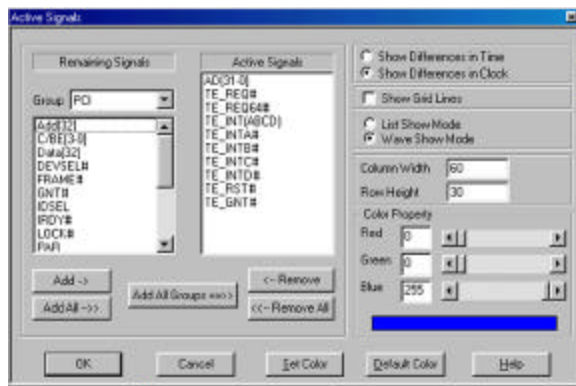 Active Signals
Remaining Signals
Group PCI
Add[32]
C/BE[3-0]
Data[32]
DEVSEL#
FRAME#
GNT#
IDSEL
IRDY#
LOCK#
PAR
Add ->
Add All ->>
Add All Groups ==>>
Active Signals
AD[31-0]
TE_REQ#
TE_REQ64#
TE_INT(ABCD)
TE_INTA#
TE_INTB#
TE_INTC#
TE_INTD#
TE_RST#
TE_GNT#
<- Remove
<<- Remove All
Show Differences in Time
Show Differences in Clock
Show Grid Lines
List Show Mode
Wave Show Mode
Column Width 60
Row Height 30
Color Property
Red 0
Green 0
Blue 255
OK
Cancel
Set Color
Default Color
Help